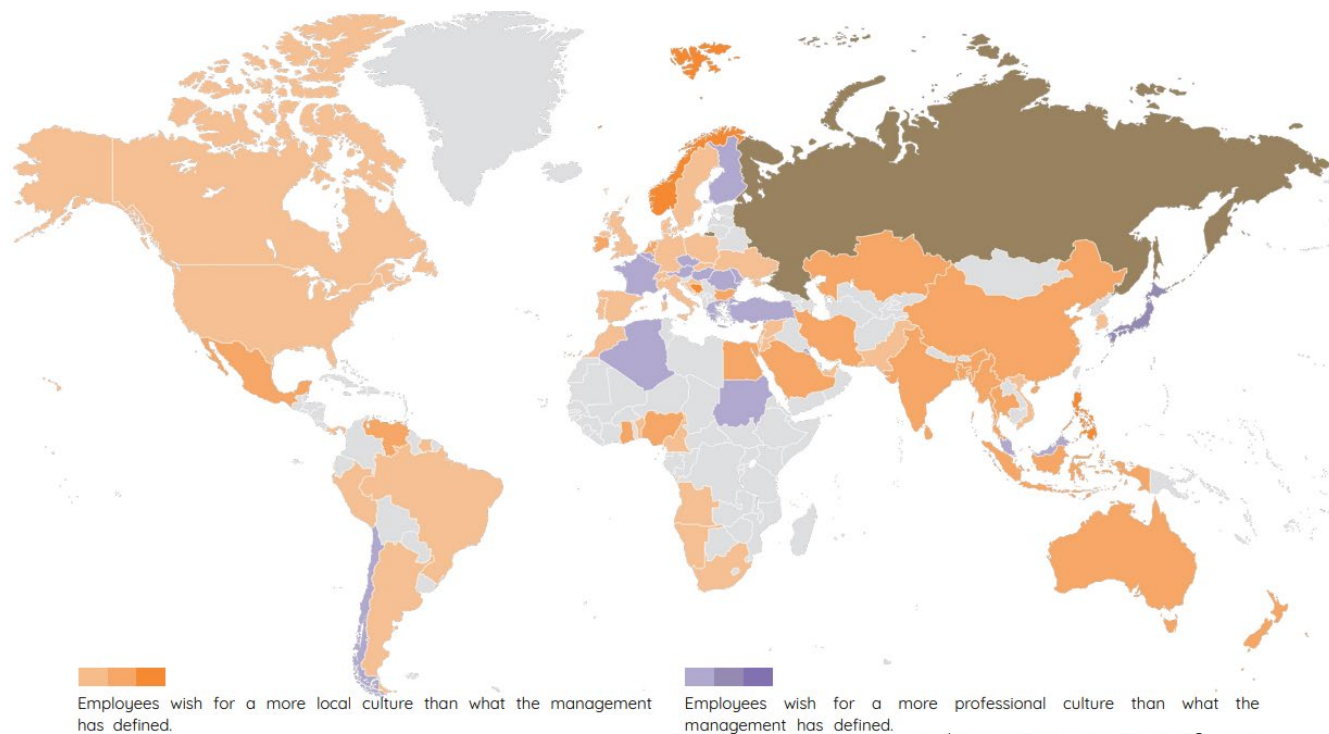 Employees wish for a more local culture than what the management
has defined.
Employees wish for a more professional culture than what the
management has defined.